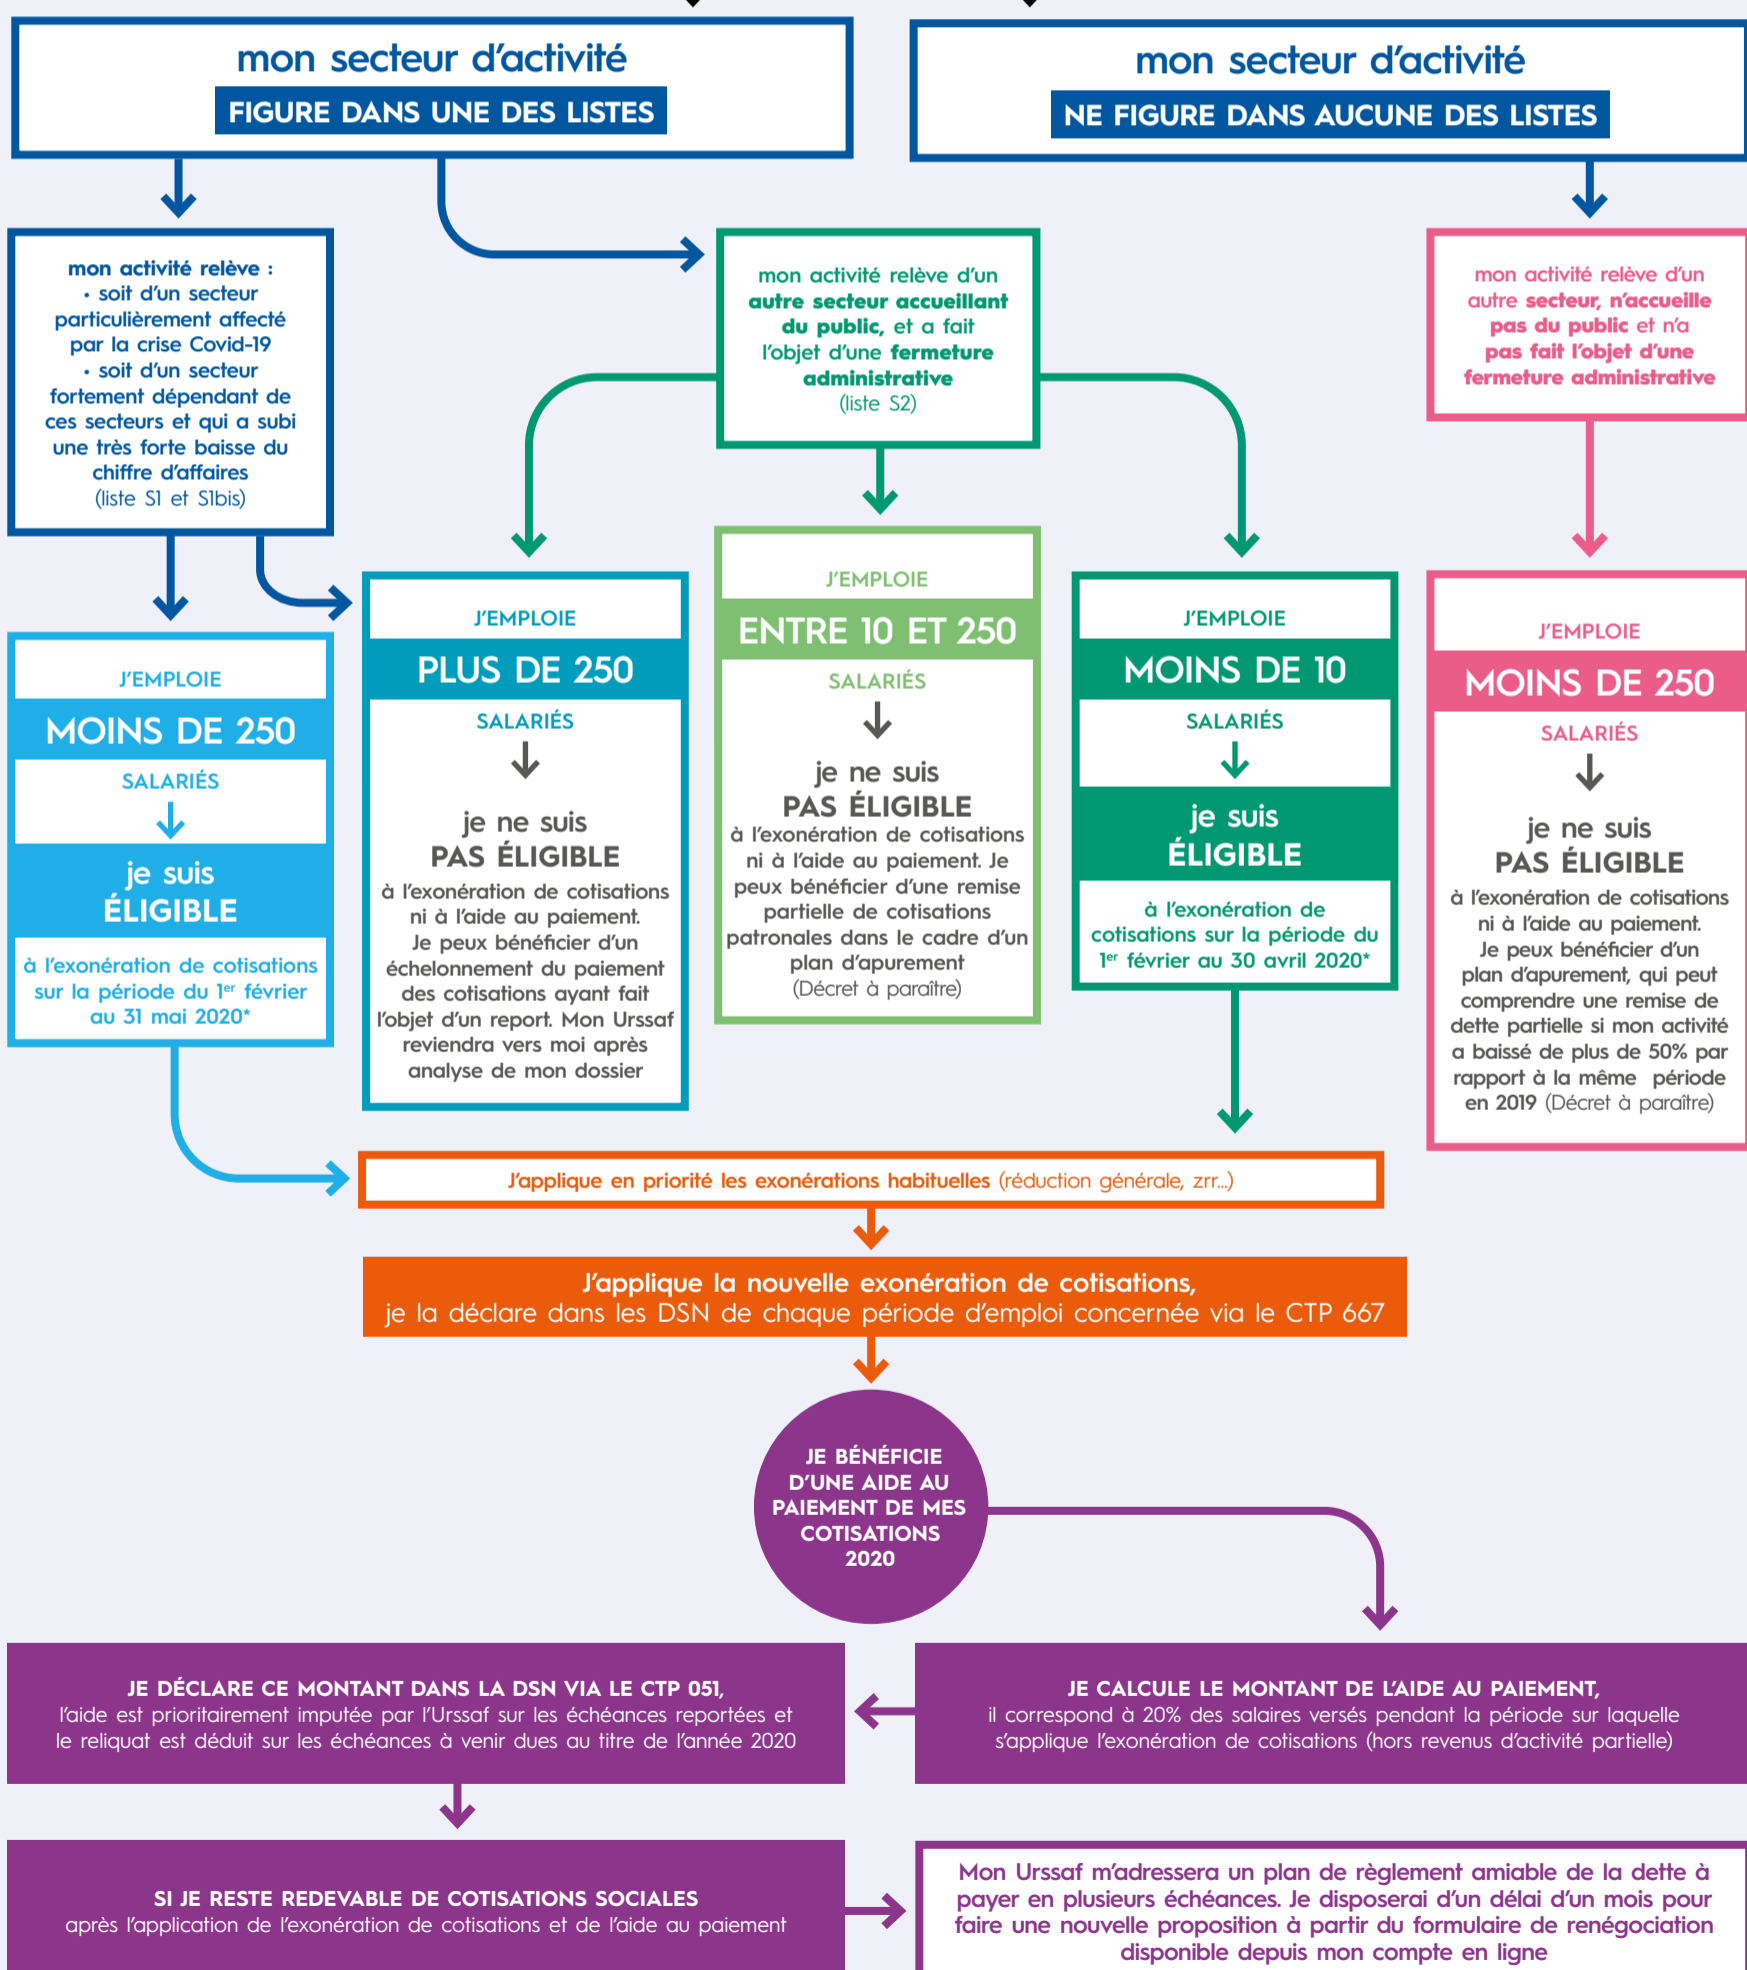 mon secteur d'activité
FIGURE DANS UNE DES LISTES
mon secteur d'activité
NE FIGURE DANS AUCUNE DES LISTES
mon activité relève :
• soit d'un secteur
particulièrement affecté
par la crise Covid-19
• soit d'un secteur
fortement dépendant de
ces secteurs et qui a subi
une très forte baisse du
chiffre d'affaires
(liste S1 et S1bis)
mon activité relève d'un
autre secteur accueillant
du public, et a fait
l'objet d'une fermeture
administrative
(liste S2)
mon activité relève d'un
autre secteur, n'accueille
pas du public et n'a
pas fait l'objet d'une
fermeture administrative
J'EMPLOIE
MOINS DE 250
SALARIÉS
je suis
ÉLIGIBLE
à l'exonération de cotisations
sur la période du 1er février
au 31 mai 2020*
J'EMPLOIE
PLUS DE 250
SALARIÉS
je ne suis
PAS ÉLIGIBLE
à l'exonération de cotisations
ni à l'aide au paiement.
Je peux bénéficier d'un
échelonnement du paiement
des cotisations ayant fait
l'objet d'un report. Mon Urssaf
reviendra vers moi après
analyse de mon dossier
J'EMPLOIE
ENTRE 10 ET 250
SALARIÉS
je ne suis
PAS ÉLIGIBLE
à l'exonération de cotisations
ni à l'aide au paiement. Je
peux bénéficier d'une remise
partielle de cotisations
patronales dans le cadre d'un
plan d'apurement
(Décret à paraître)
J'EMPLOIE
MOINS DE 10
SALARIÉS
je suis
ÉLIGIBLE
à l'exonération de
cotisations sur la période du
1er février au 30 avril 2020*
J'EMPLOIE
MOINS DE 250
SALARIÉS
je ne suis
PAS ÉLIGIBLE
à l'exonération de cotisations
ni à l'aide au paiement.
Je peux bénéficier d'un
plan d'apurement, qui peut
comprendre une remise de
dette partielle si mon activité
a baissé de plus de 50% par
rapport à la même période
en 2019 (Décret à paraître)
J'applique en priorité les exonérations habituelles (réduction générale, zrr...)
J'applique la nouvelle exonération de cotisations,
je la déclare dans les DSN de chaque période d'emploi concernée via le CTP 667
JE BÉNÉFICIE
D'UNE AIDE AU
PAIEMENT DE MES
COTISATIONS
2020
JE DÉCLARE CE MONTANT DANS LA DSN VIA LE CTP 051,
l'aide est prioritairement imputée par l'Urssaf sur les échéances reportées et
le reliquat est déduit sur les échéances à venir dues au titre de l'année 2020
JE CALCULE LE MONTANT DE L'AIDE AU PAIEMENT,
il correspond à 20% des salaires versés pendant la période sur laquelle
s'applique l'exonération de cotisations (hors revenus d'activité partielle)
SI JE RESTE REDEVABLE DE COTISATIONS SOCIALES
après l'application de l'exonération de cotisations et de l'aide au paiement
Mon Urssaf m'adressera un plan de règlement amiable de la dette à
payer en plusieurs échéances. Je disposerai d'un délai d'un mois pour
faire une nouvelle proposition à partir du formulaire de renégociation
disponible depuis mon compte en ligne